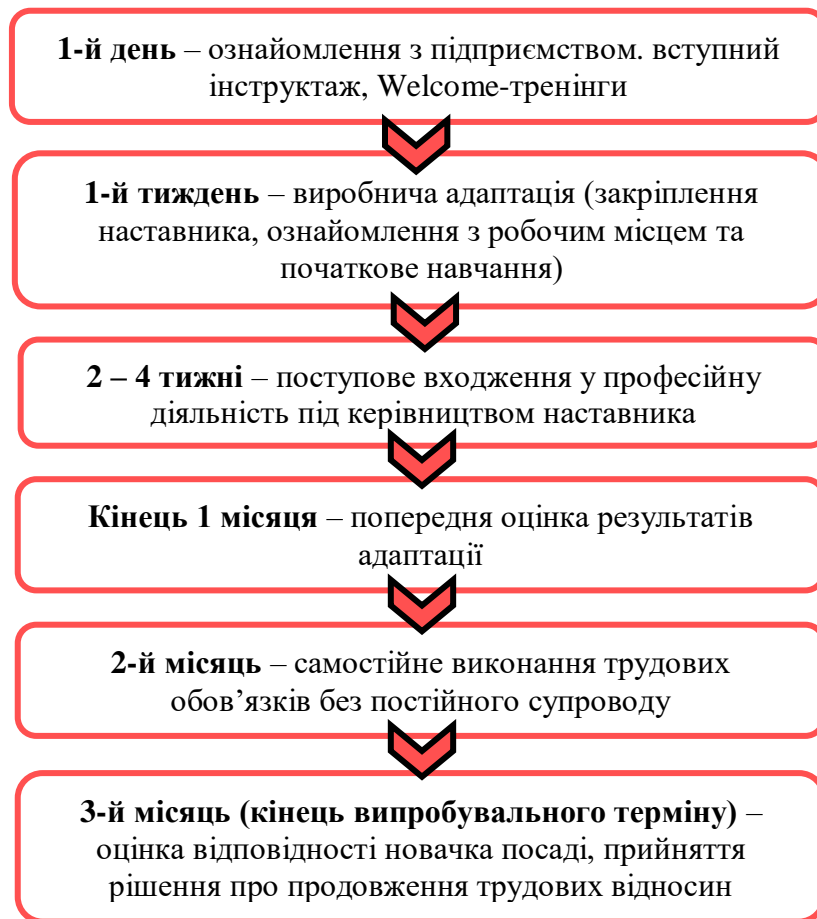 1-й день – ознайомлення з підприємством. вступний
інструктаж, Welcome-тренінги
1-й тиждень – виробнича адаптація (закріплення
наставника, ознайомлення з робочим місцем та
початкове навчання)
2 – 4 тижні – поступове входження у професійну
діяльність під керівництвом наставника
Кінець 1 місяця – попередня оцінка результатів
адаптації
2-й місяць – самостійне виконання трудових
обов’язків без постійного супроводу
3-й місяць (кінець випробувального терміну) –
оцінка відповідності новачка посаді, прийняття
рішення про продовження трудових відносин